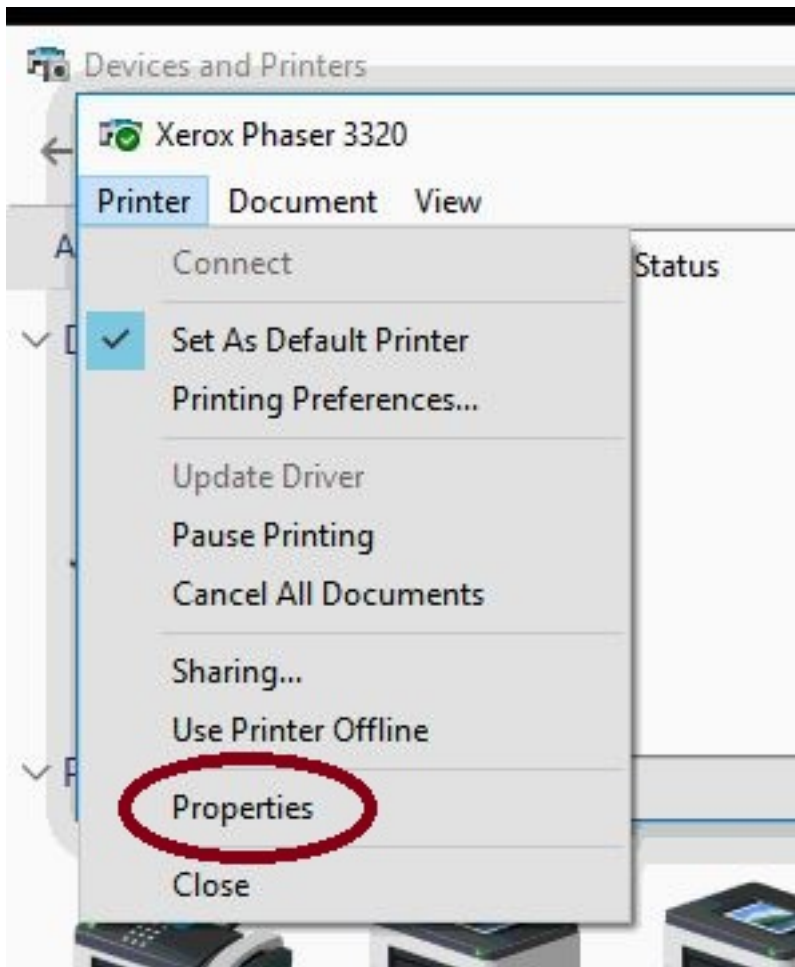 Devices and Printers
Xerox Phaser 3320
Printer Document View
Connect
Status
Set As Default Printer
Printing Preferences...
Update Driver
Pause Printing
Cancel All Documents
Sharing...
Use Printer Offline
Properties
Close